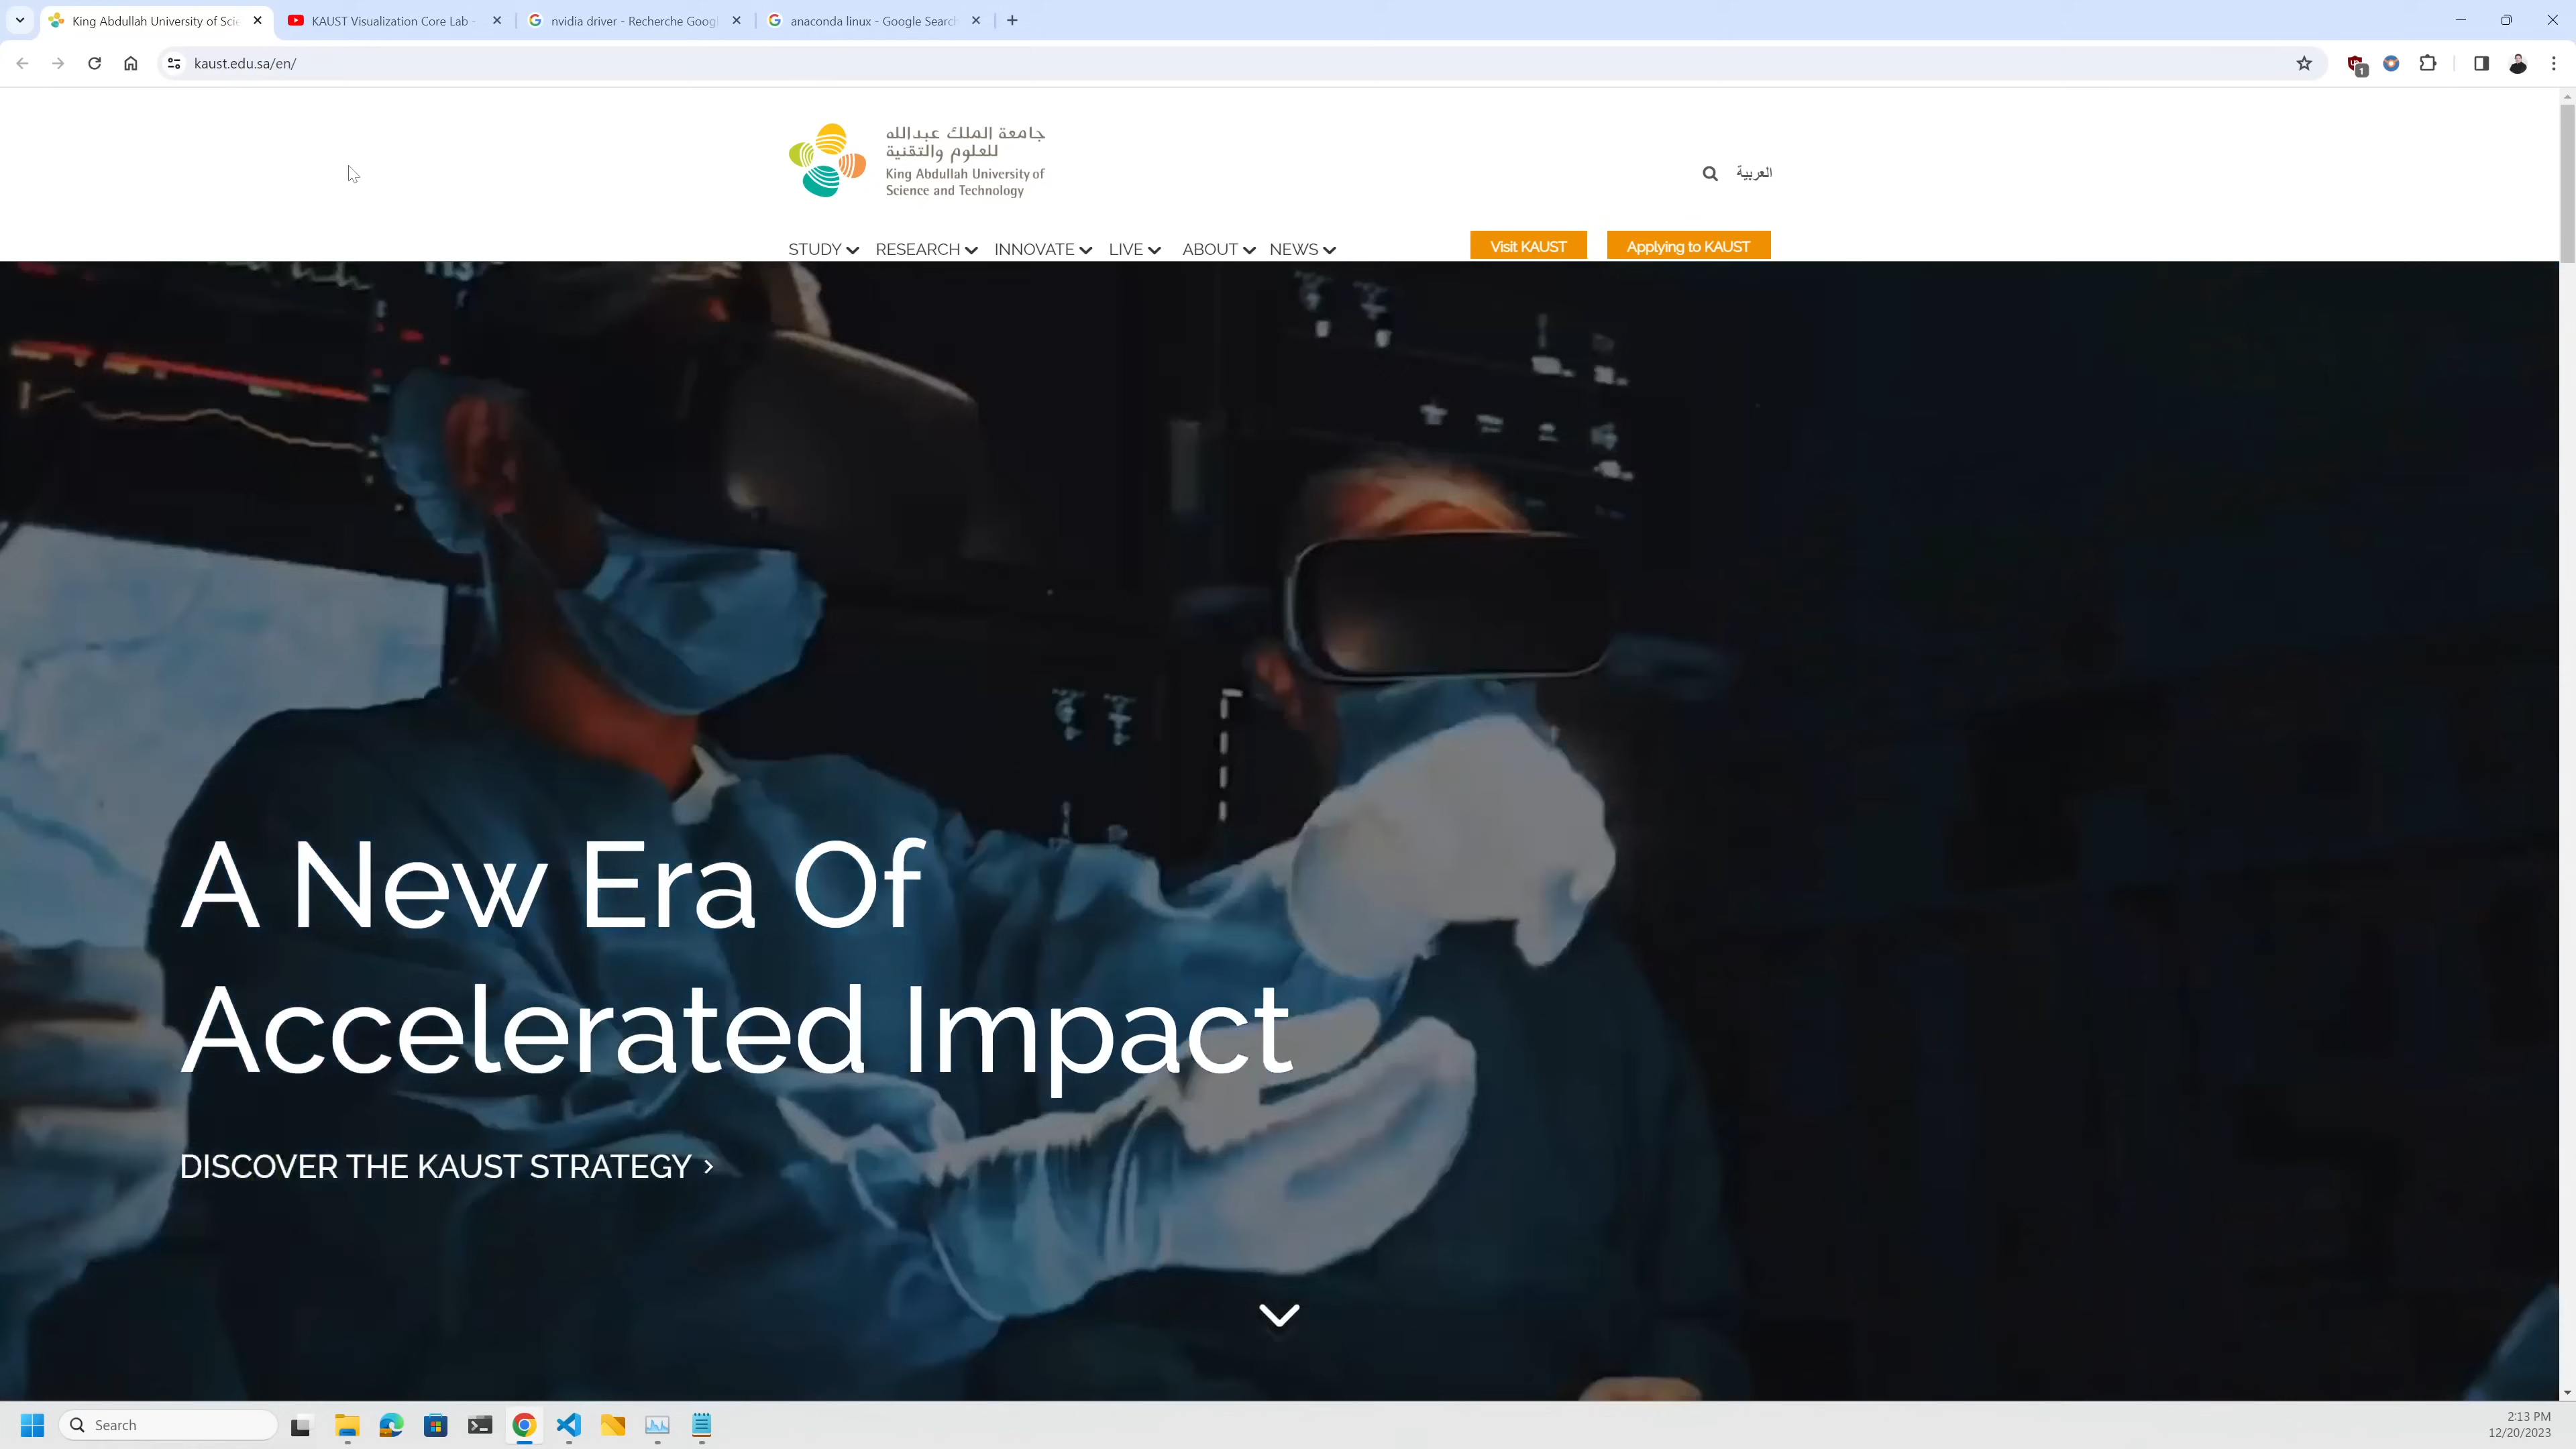 King Abdullah University of Scie
KAUST Visualization Core Lab -
nvidia driver - Recherche Googl
anaconda linux - Google Search
kaust.edu.sa/en/
1
جامعة الملك عبدالله
للعلوم والتقنية
King Abdullah University of
Science and Technology
العربية
STUDY
RESEARCH
INNOVATE
LIVE
ABOUT
NEWS
Visit KAUST
Applying to KAUST
A New Era Of
Accelerated Impact
DISCOVER THE KAUST STRATEGY
Search
2:13 PM
12/20/2023